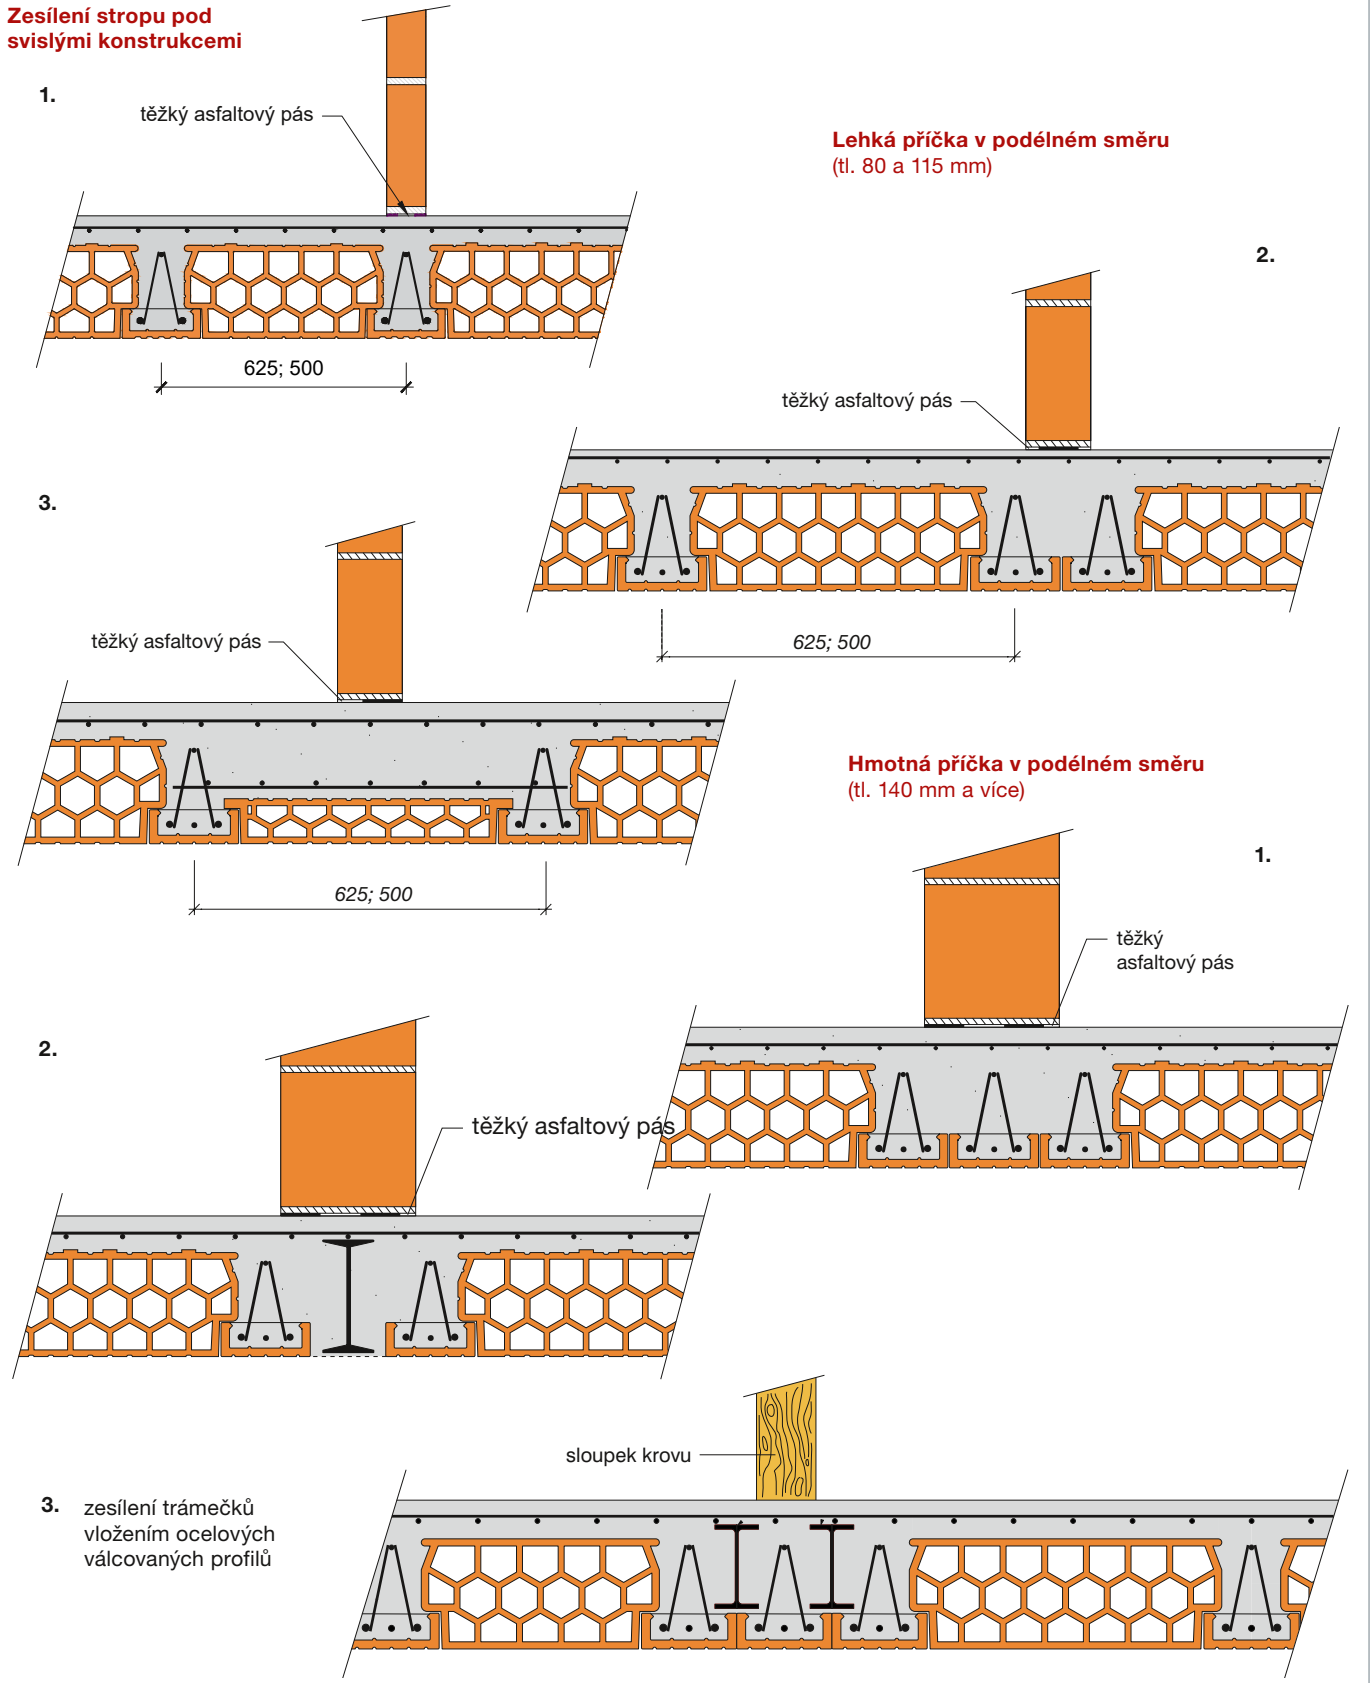 Zesílení stropu pod
svislými konstrukcemi
1.
těžký asfaltový pás
625; 500
Lehká příčka v podélném směru
(tl. 80 a 115 mm)
2.
těžký asfaltový pás
625; 500
3.
těžký asfaltový pás
625; 500
Hmotná příčka v podélném směru
(tl. 140 mm a více)
1.
těžký
asfaltový pás
2.
těžký asfaltový pás
sloupek krovu
3. zesílení trámečků
vložením ocelových
válcovaných profilů